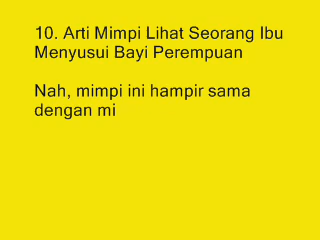 10. Arti Mimpi Lihat Seorang Ibu
Menyusui Bayi Perempuan
Nah, mimpi ini hampir sama
dengan mi